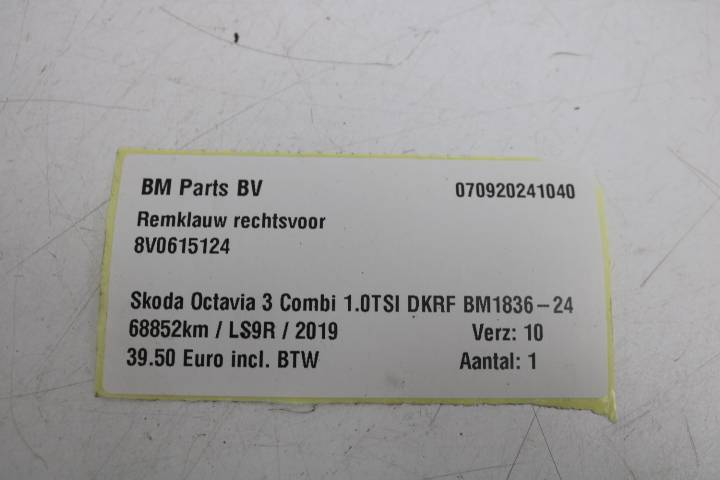 BM Parts BV 070920241040
Remklauw rechtsvoor
8V0615124
Skoda Octavia 3 Combi 1.0TSI DKRF BM1836-24
68852km / LS9R / 2019 Verz: 10
39.50 Euro incl. BTW Aantal: 1